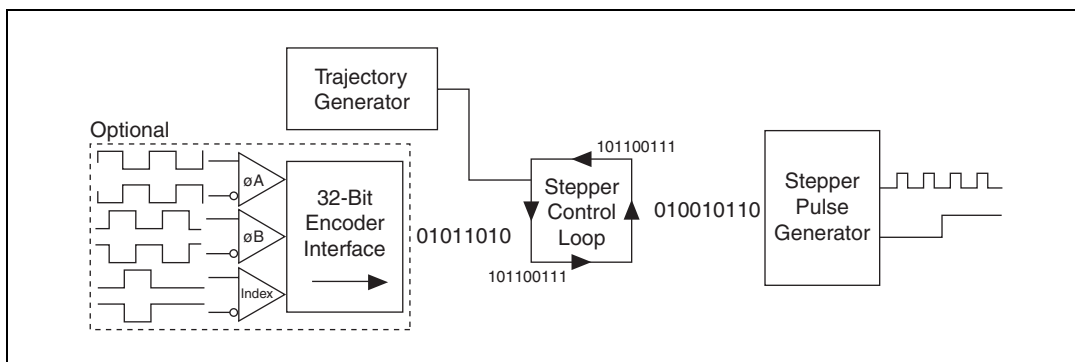 Trajectory
Generator
Optional
øA
øB
Index
32-Bit
Encoder
Interface
01011010
101100111
Stepper
Control
Loop
101100111
010010110
Stepper
Pulse
Generator